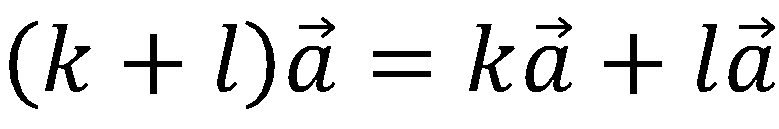 (k + l)a⃗ = ka⃗ + la⃗